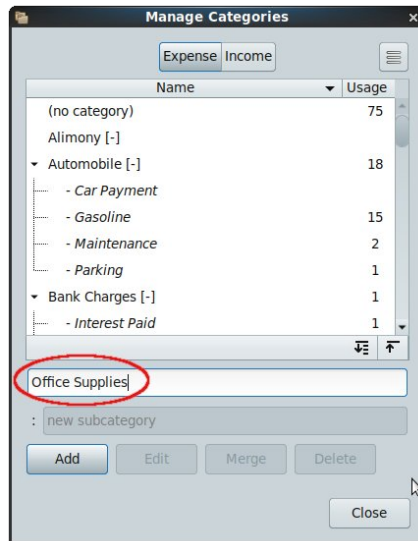 Manage Categories
Expense Income
Name Usage
(no category) 75
Alimony [-]
Automobile [-] 18
- Car Payment
- Gasoline 15
- Maintenance 2
- Parking 1
Bank Charges [-] 1
- Interest Paid 1
Office Supplies
: new subcategory
Add Edit Merge Delete
Close